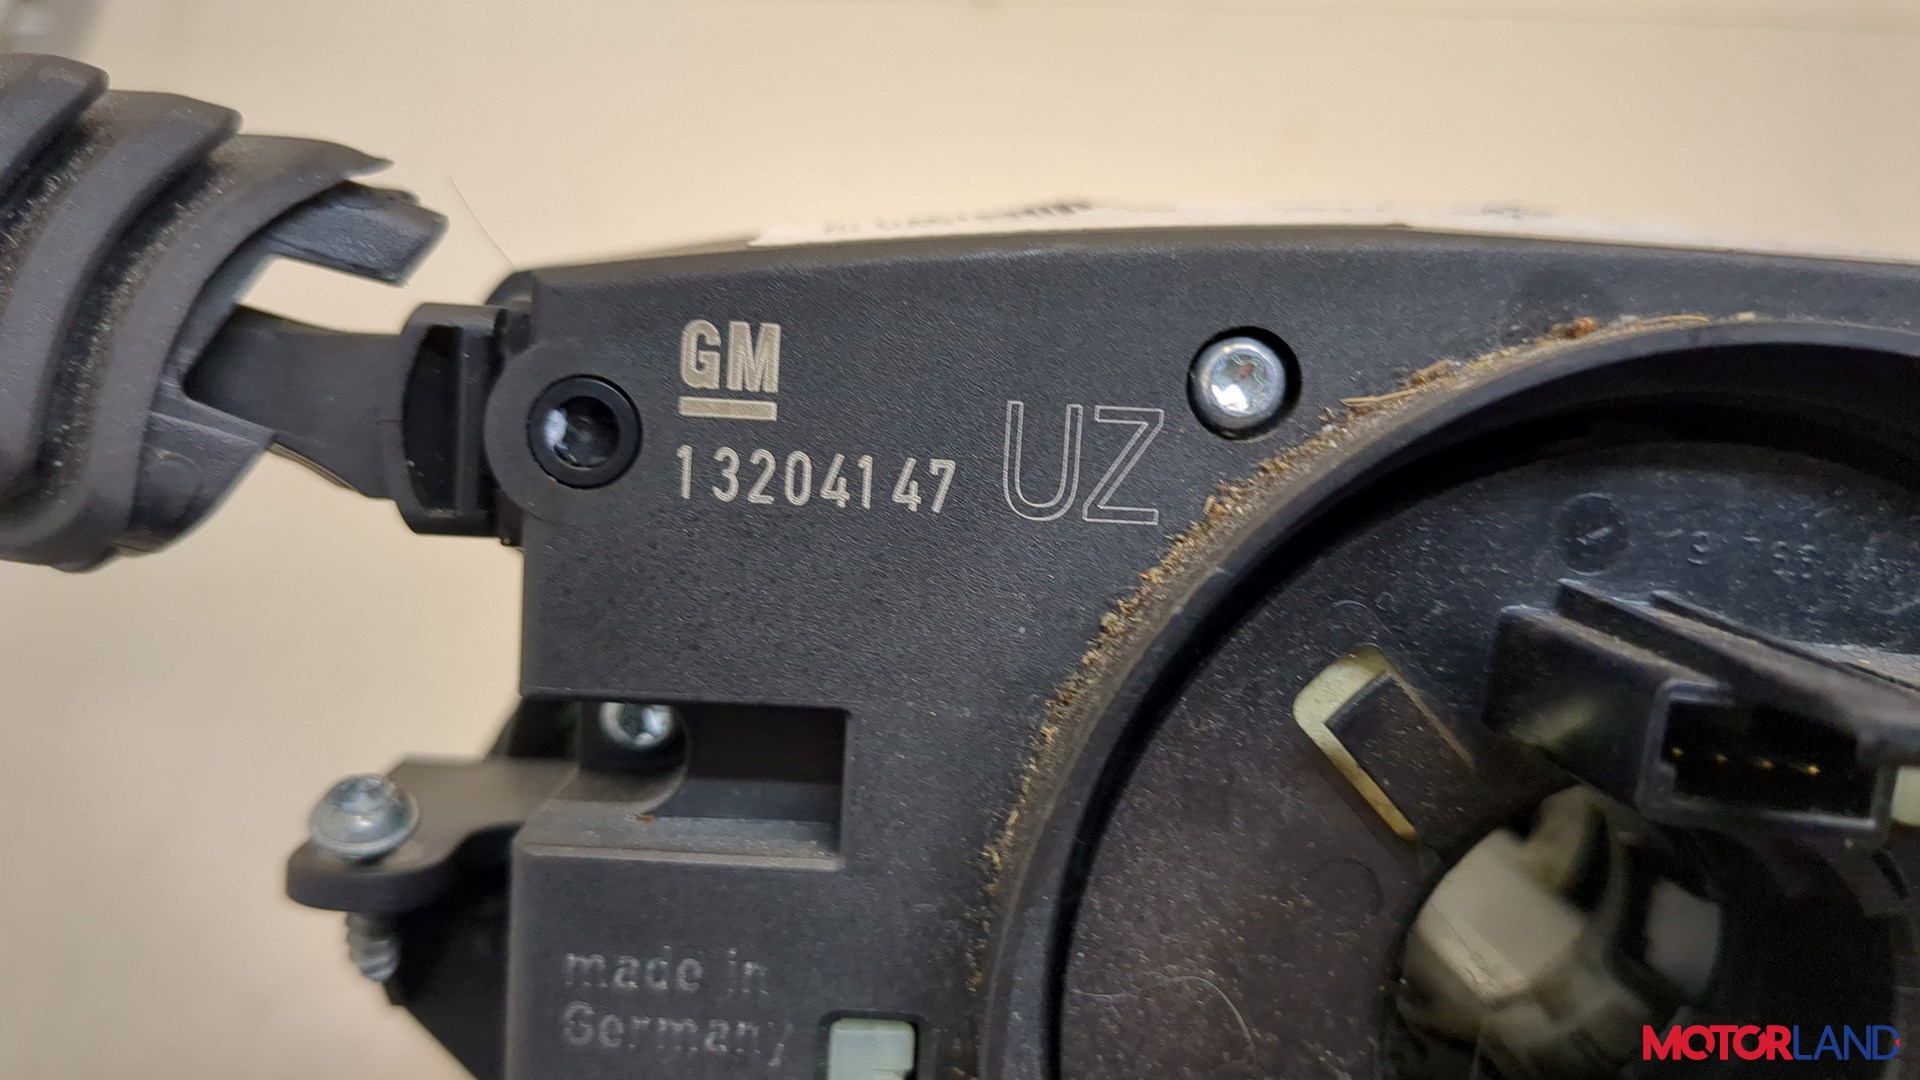 GM
13204147 UZ
made in
Germany
MOTORLAND